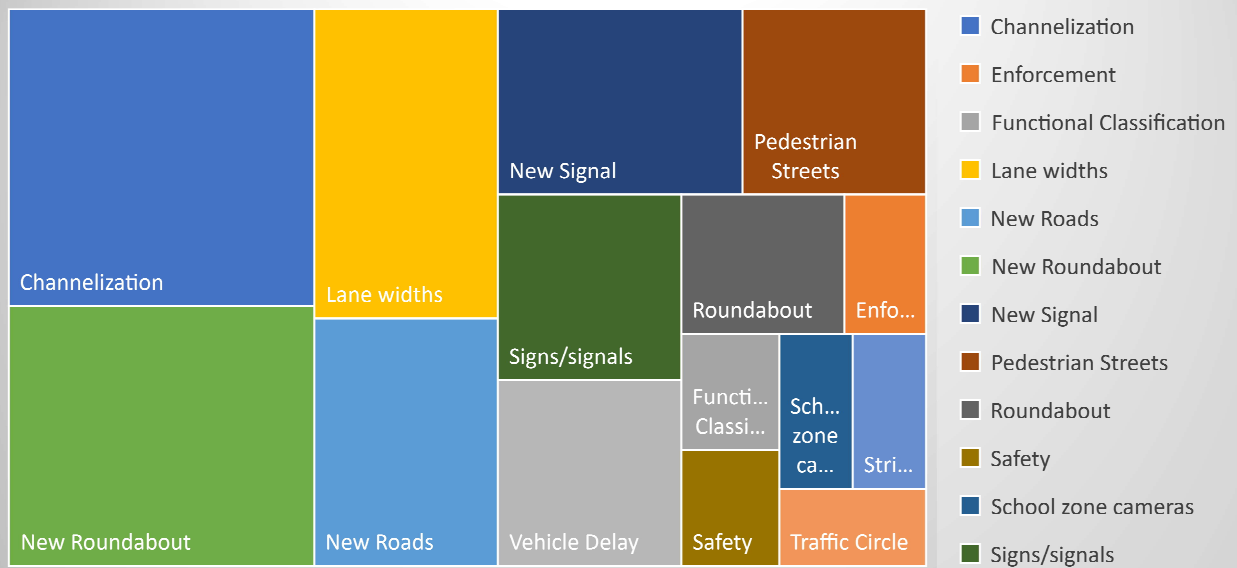 Channelization
New Roundabout
Lane widths
New Roads
New Signal
Pedestrian
Streets
Signs/signals
Vehicle Delay
Roundabout
Enfo...
Functi...
Classi...
Safety
Sch...
zone
ca...
Stri...
Traffic Circle
Channelization
Enforcement
Functional Classification
Lane widths
New Roads
New Roundabout
New Signal
Pedestrian Streets
Roundabout
Safety
School zone cameras
Signs/signals